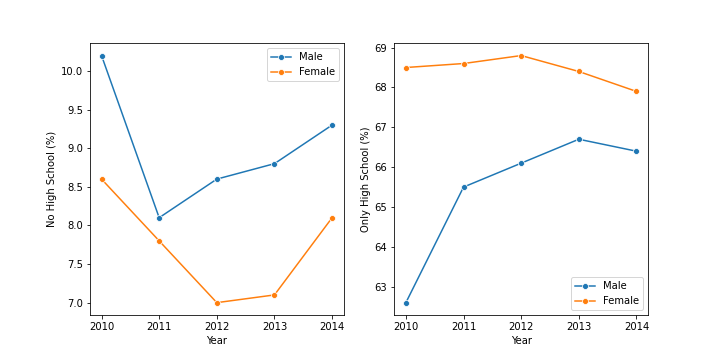 No High School (%)
10.0
9.5
9.0
8.5
8.0
7.5
7.0
2010 2011 2012 2013 2014
Year
Male
Female
Only High School (%)
69
68
67
66
65
64
63
2010 2011 2012 2013 2014
Year
Male
Female